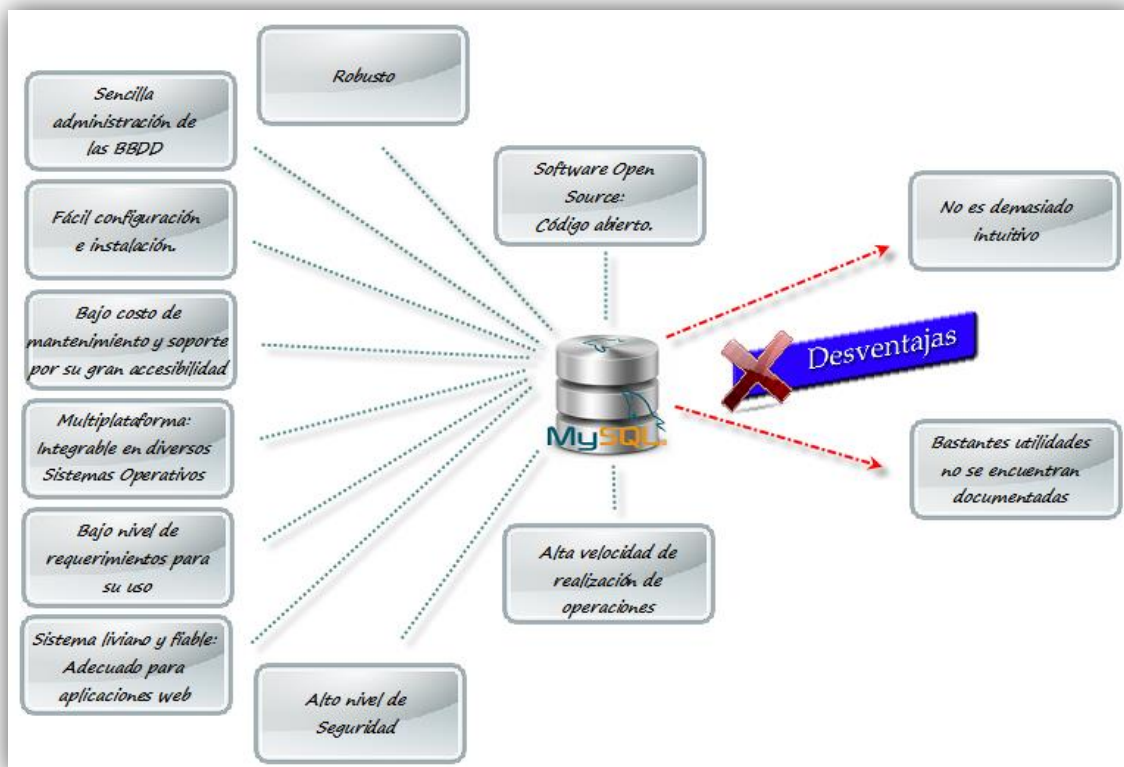 Robusto
Sencilla
administración de
las BBDD
Software Open
Source:
Código abierto.
Fácil configuración
e instalación.
No es demasiado
intuitivo
Bajo costo de
mantenimiento y soporte
por su gran accesibilidad
Desventajas
MySQL
Multiplataforma:
Integrable en diversos
Sistemas Operativos
Bastantes utilidades
no se encuentran
documentadas
Bajo nivel de
requerimientos para
su uso
Alta velocidad de
realización de
operaciones
Sistema liviano y fiable:
Adecuado para
aplicaciones web
Alto nivel de
Seguridad